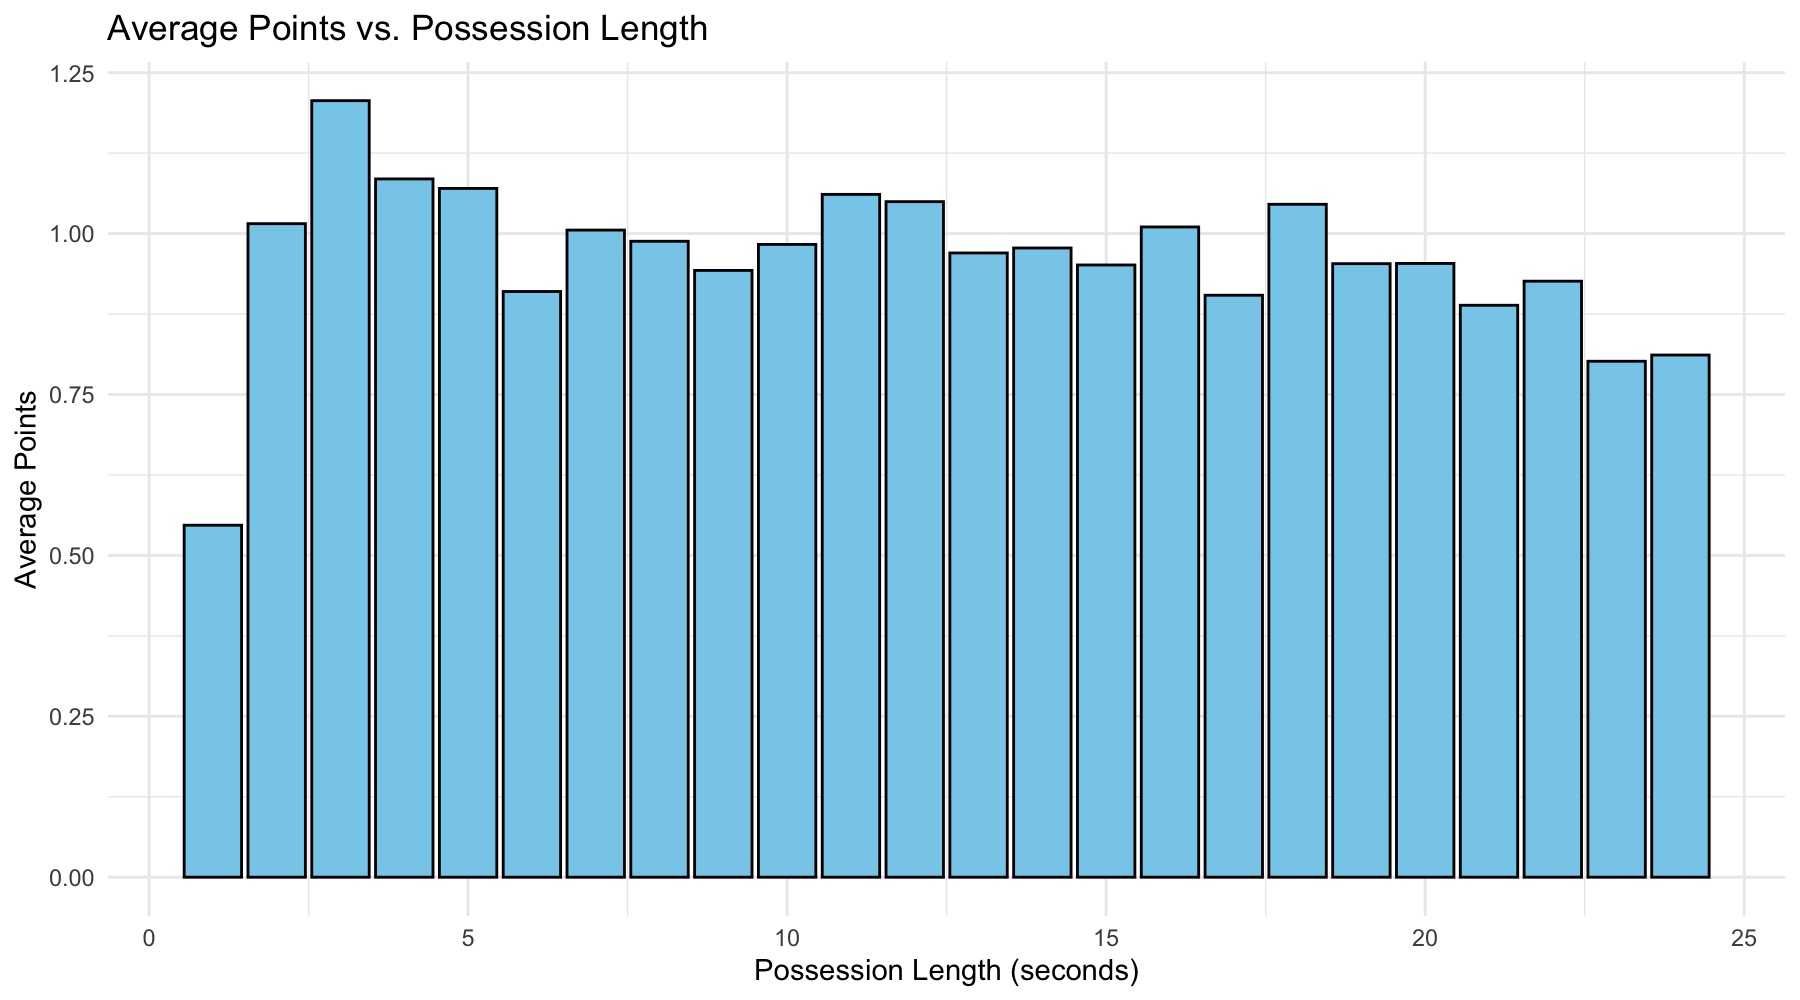 Average Points vs. Possession Length
1.25
1.00
0.75
0.50
0.25
0.00
Average Points
0 5 10 15 20 25
Possession Length (seconds)